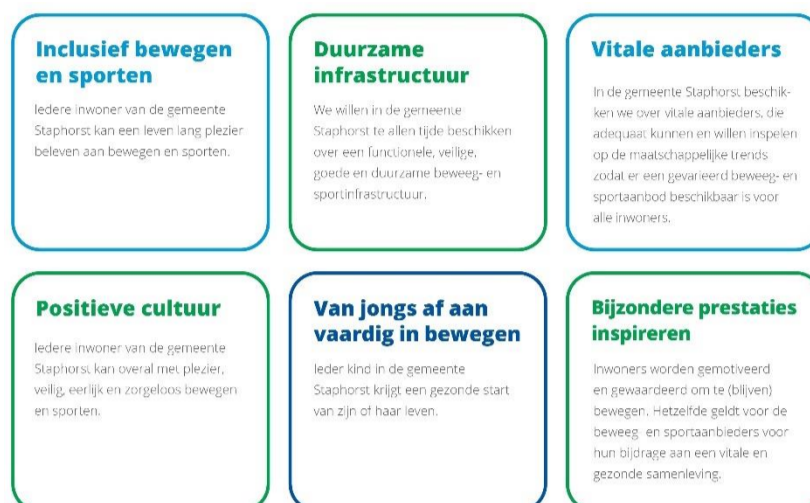 Inclusief bewegen
en sporten
Iedere inwoner van de gemeente
Staphorst kan een leven lang plezier
beleven aan bewegen en sporten.
Duurzame
infrastructuur
We willen in de gemeente
Staphorst te allen tijde beschikken
over een functionele, veilige,
goede en duurzame beweeg- en
sportinfrastructuur.
Vitale aanbieders
In de gemeente Staphorst beschik-
ken we over vitale aanbieders, die
adequaat kunnen en willen inspelen
op de maatschappelijke trends
zodat er een gevarieerd beweeg- en
sportaanbod beschikbaar is voor
alle inwoners.
Positieve cultuur
Iedere inwoner van de gemeente
Staphorst kan overal met plezier,
veilig, eerlijk en zorgeloos bewegen
en sporten.
Van jongs af aan
vaardig in bewegen
Ieder kind in de gemeente
Staphorst krijgt een gezonde start
van zijn of haar leven.
Bijzondere prestaties
inspireren
Inwoners worden gemotiveerd
en gewaardeerd om te (blijven)
bewegen. Hetzelfde geldt voor de
beweeg- en sportaanbieders voor
hun bijdrage aan een vitale en
gezonde samenleving.